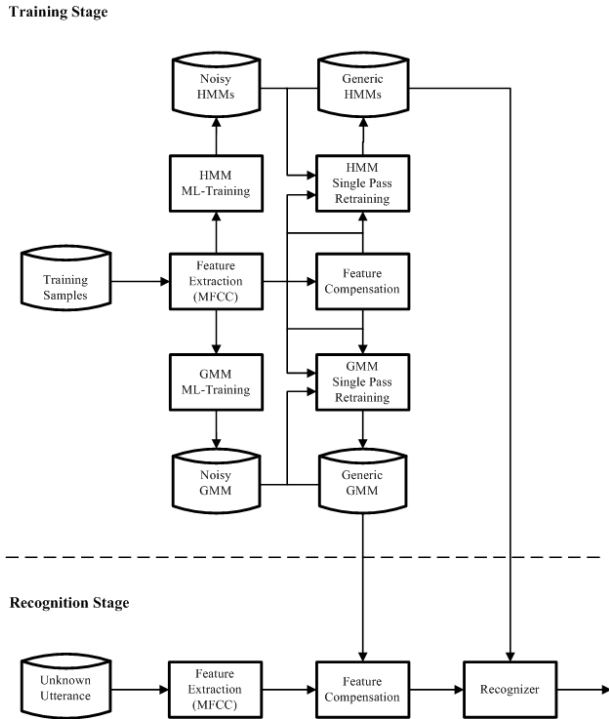 Training Stage
Noisy
HMMs
Generic
HMMs
HMM
ML-Training
HMM
Single Pass
Retraining
Training
Samples
Feature
Extraction
(MFCC)
Feature
Compensation
GMM
ML-Training
GMM
Single Pass
Retraining
Noisy
GMM
Generic
GMM
Recognition Stage
Unknown
Utterance
Feature
Extraction
(MFCC)
Feature
Compensation
Recognizer